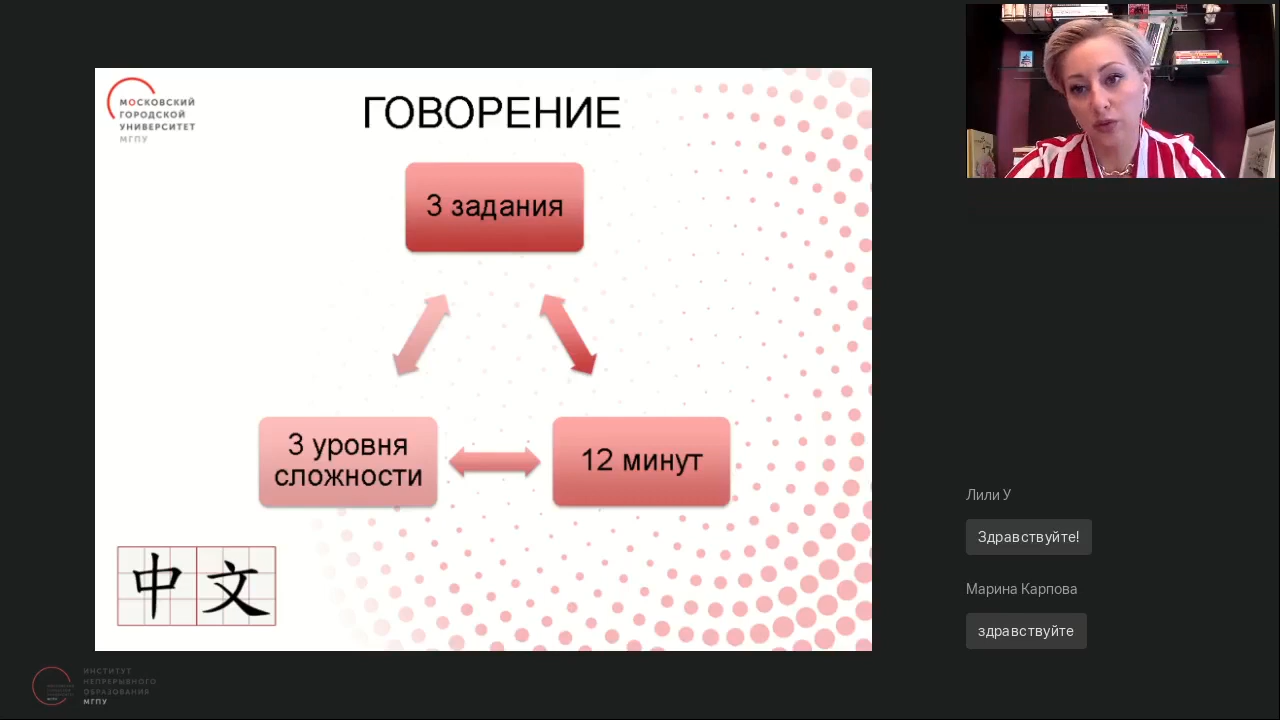 МОСКОВСКИЙ
ГОРОДСКОЙ
УНИВЕРСИТЕТ
МГПУ
ГОВОРЕНИЕ
3 задания
3 уровня
сложности
12 минут
中文
Лили У
Здравствуйте!
Марина Карпова
здравствуйте
ИНСТИТУТ
НЕПРЕРЫВНОГО
ОБРАЗОВАНИЯ
МГПУ